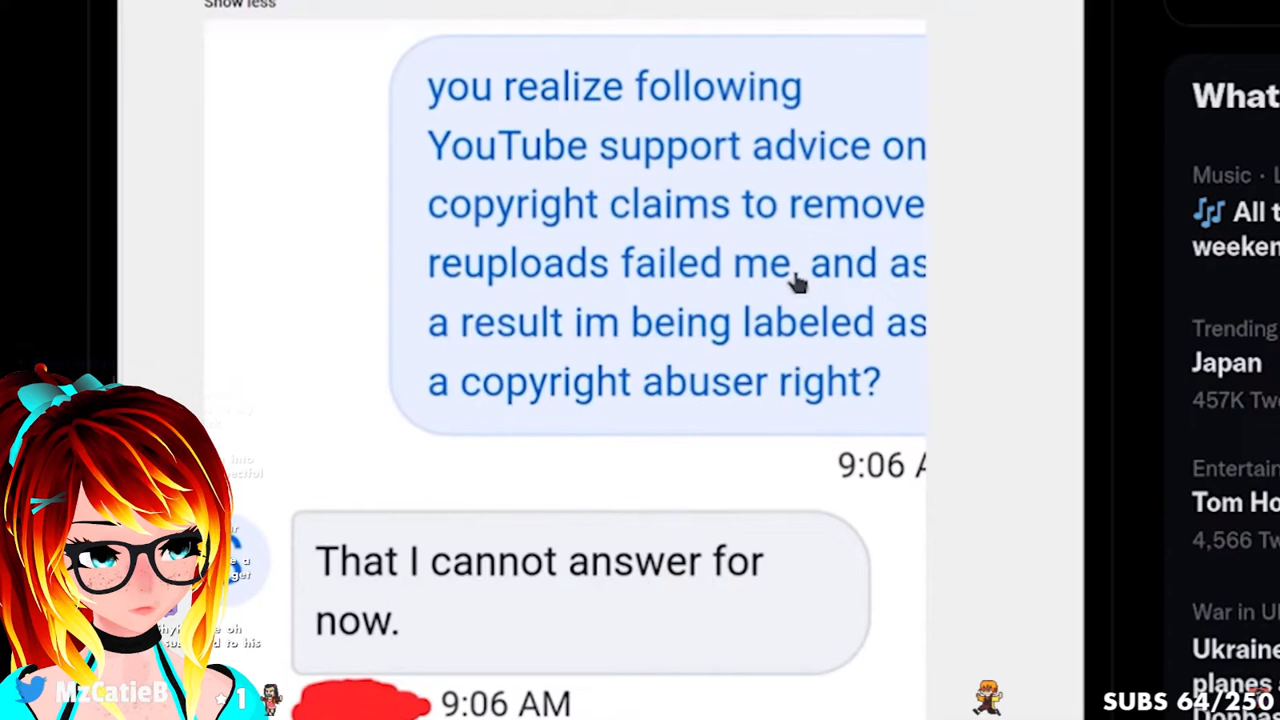 Show less
you realize following
YouTube support advice on
copyright claims to remove
reuploads failed me, and as
a result im being labeled as
a copyright abuser right?
9:06 A
That I cannot answer for
now.
9:06 AM
What
Music · L
🎶 All t
weeken
Trending
Japan
457K Twe
Entertain
Tom Ho
4,566 Tw
War in U
Ukraine
planes
MzCatieB
1
SUBS 64/250